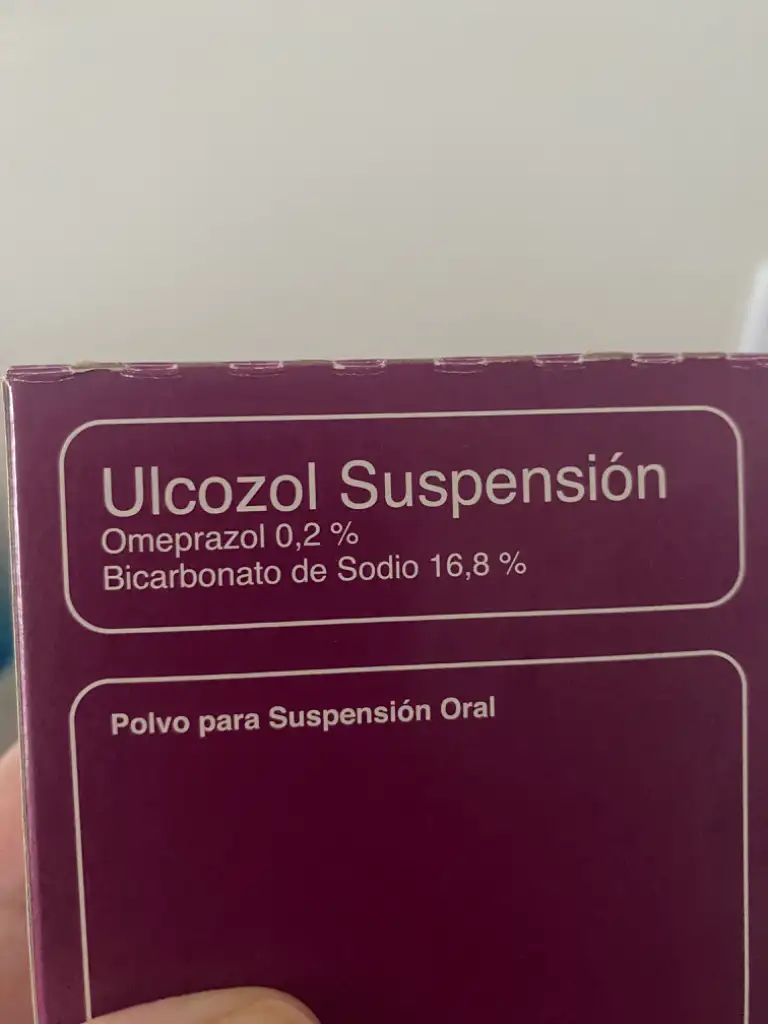 Ulcozol Suspensión
Omeprazol 0,2 %
Bicarbonato de Sodio 16,8 %
Polvo para Suspensión Oral